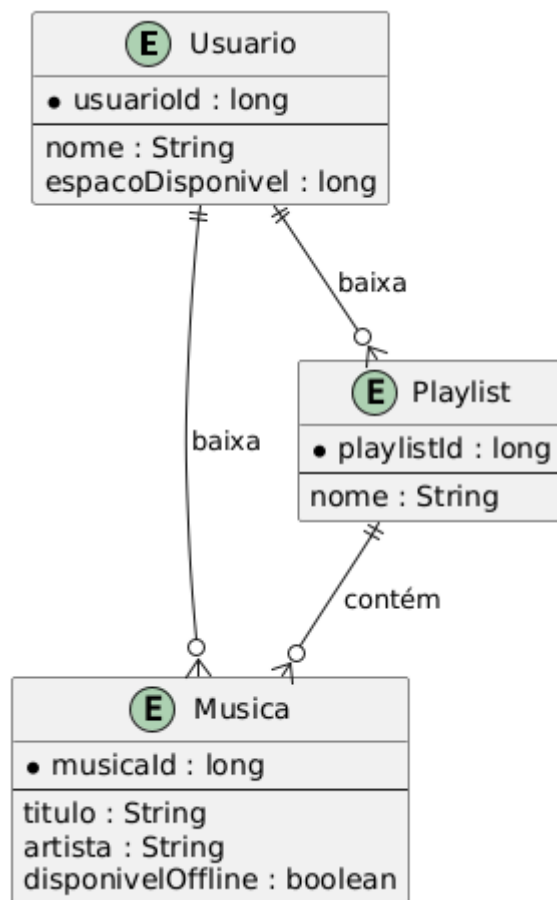 E Usuario
• usuarioId : long
nome : String
espacoDisponivel : long
baixa
E Playlist
• playlistId : long
nome : String
baixa
contém
E Musica
• musicaId : long
titulo : String
artista : String
disponivelOffline : boolean